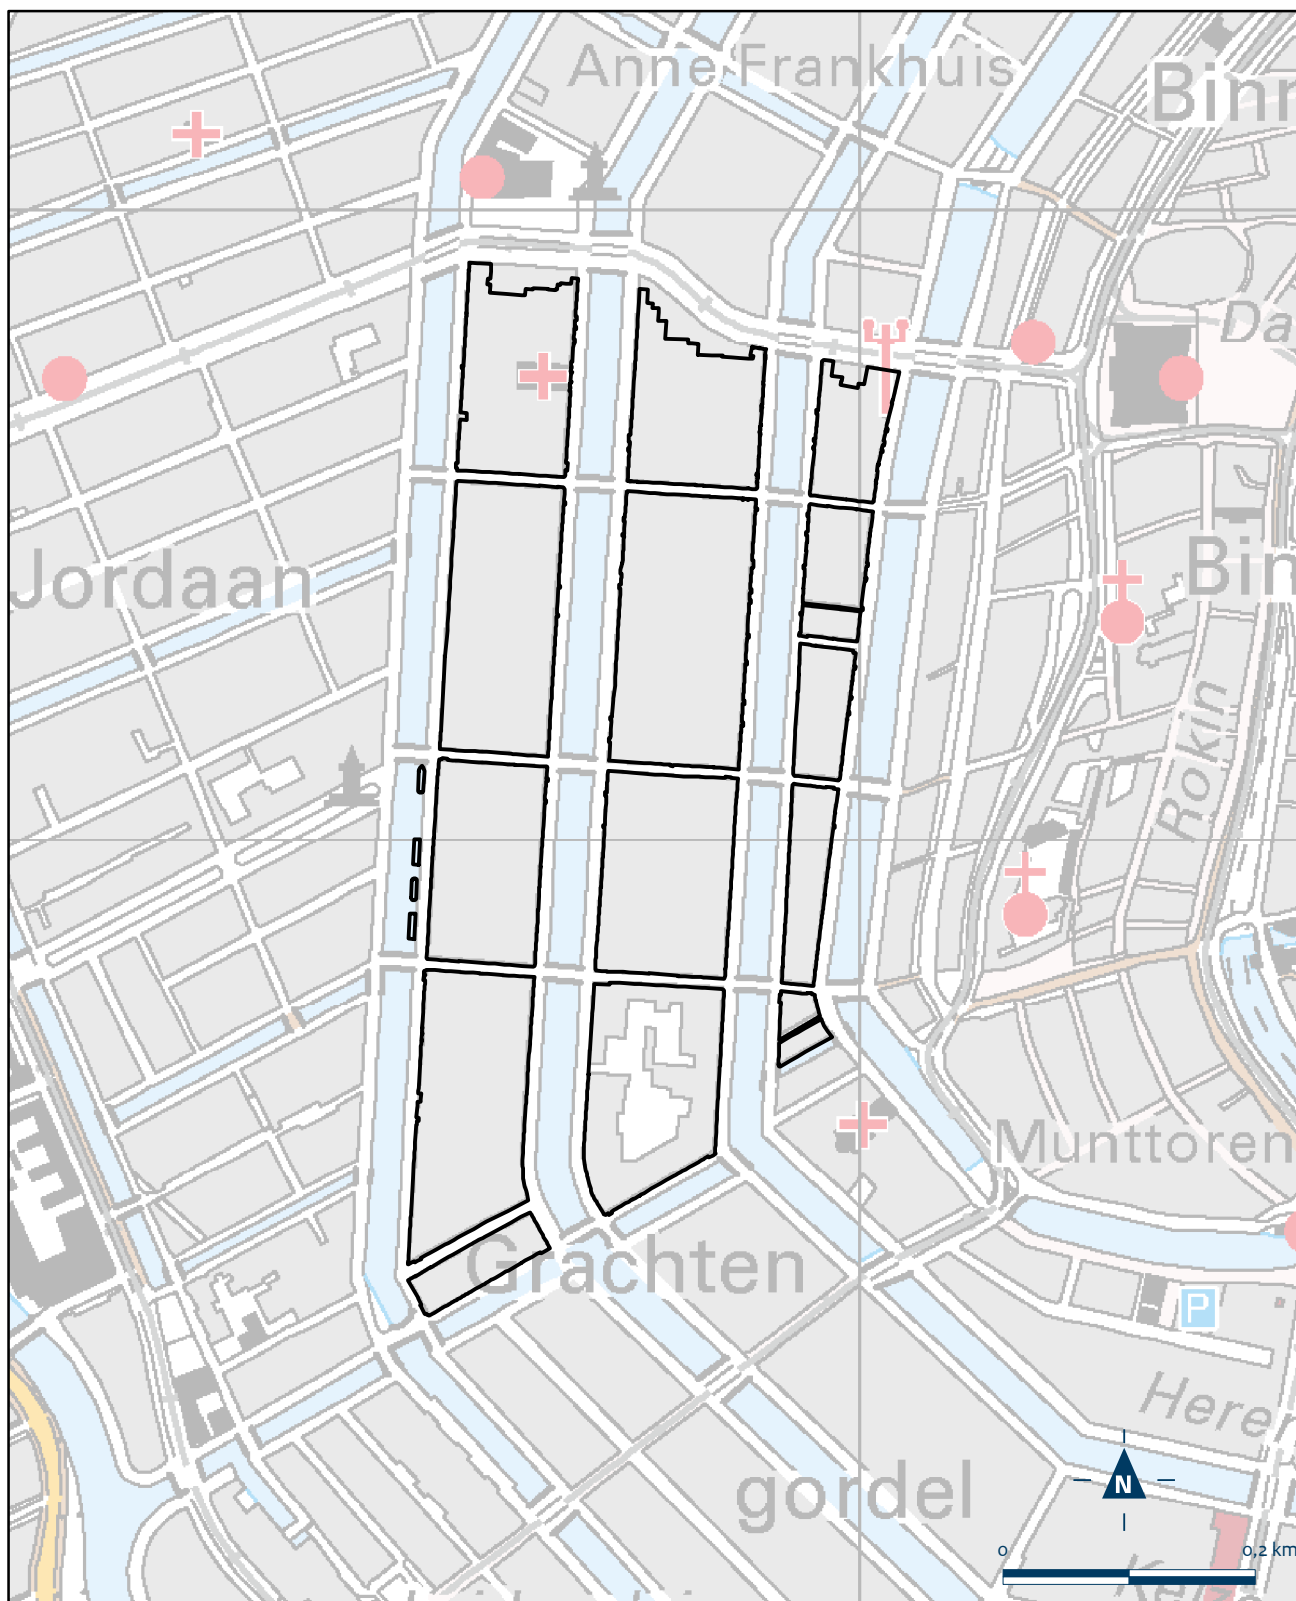 Anne Frankhuis
Binn
Da
Jordaan
Bin
Rokin
Munttoren
Grachten
P
Here
gordel
N
0
0,2 km